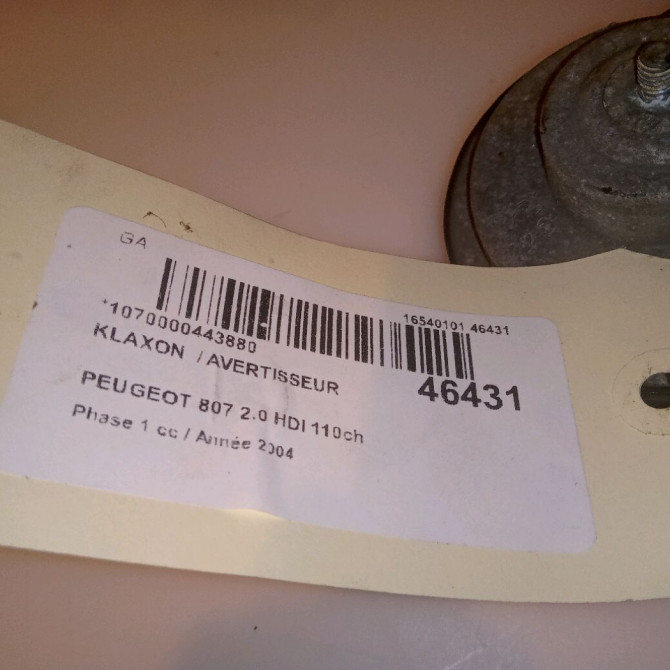 GA
16540101 46431
*1070000443880
KLAXON / AVERTISSEUR
46431
PEUGEOT 807 2.0 HDI 110ch
Phase 1 cc / Année 2004